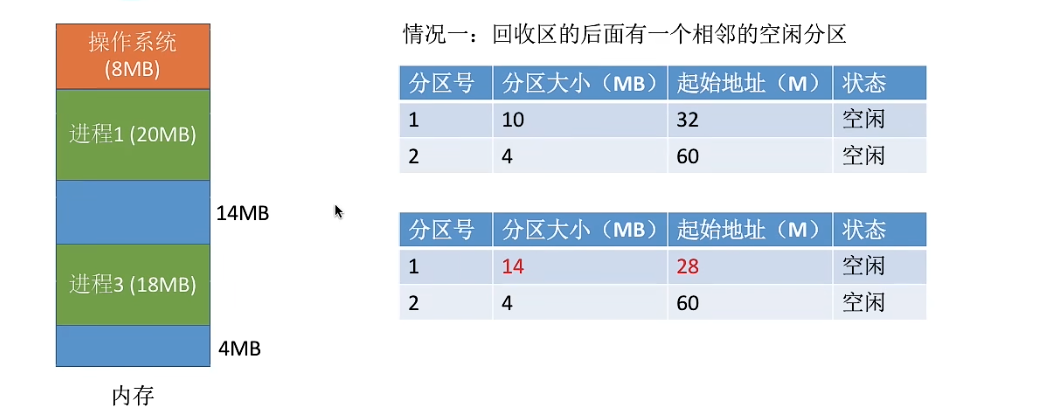 操作系统
(8MB)
进程1 (20MB)
14MB
进程3 (18MB)
4MB
内存
情况一：回收区的后面有一个相邻的空闲分区
分区号 分区大小（MB） 起始地址（M） 状态
1 10 32 空闲
2 4 60 空闲
分区号 分区大小（MB） 起始地址（M） 状态
1 14 28 空闲
2 4 60 空闲